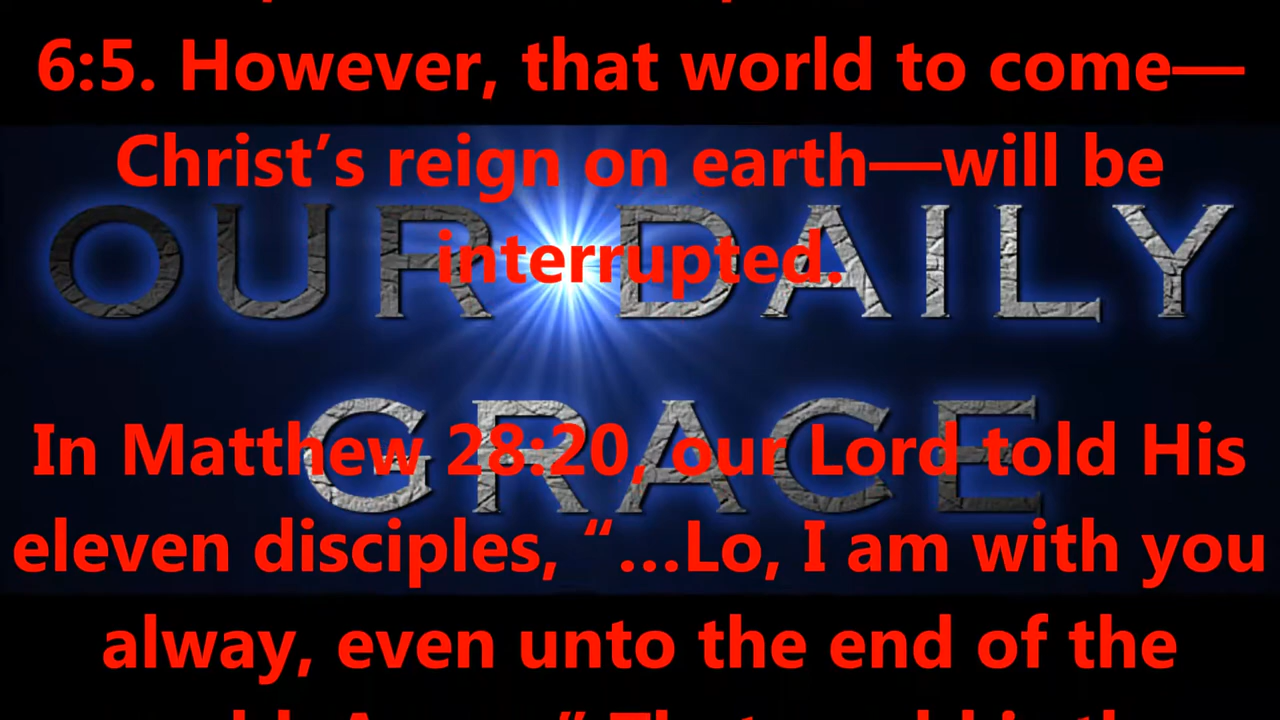 6:5. However, that world to come—
Christ’s reign on earth—will be
interrupted.
OUR DAILY
GRACE
In Matthew 28:20, our Lord told His
eleven disciples, “...Lo, I am with you
alway, even unto the end of the